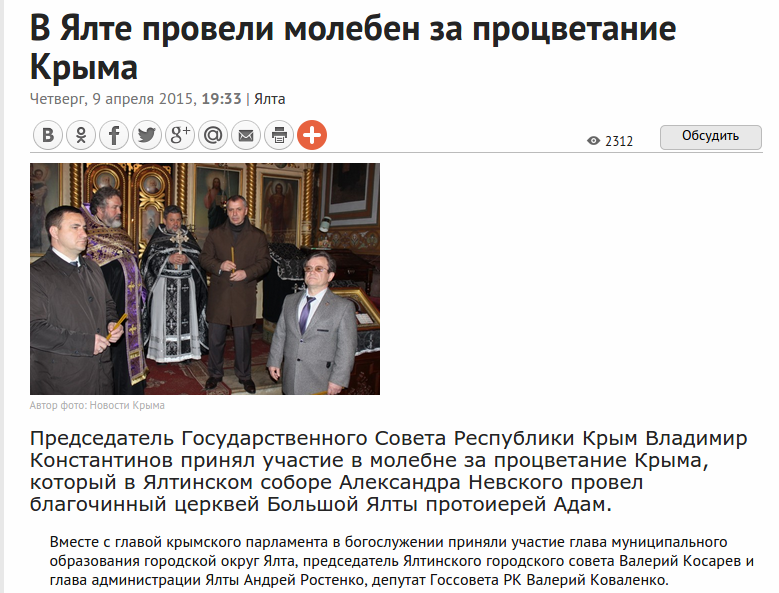 В Ялте провели молебен за процветание
Крыма
Четверг, 9 апреля 2015, 19:33 | Ялта
2312
Обсудить
Автор фото: Новости Крыма
Председатель Государственного Совета Республики Крым Владимир
Константинов принял участие в молебне за процветание Крыма,
который в Ялтинском соборе Александра Невского провел
благочинный церквей Большой Ялты протоиерей Адам.
Вместе с главой крымского парламента в богослужении приняли участие глава муниципального
образования городской округ Ялта, председатель Ялтинского городского совета Валерий Косарев и
глава администрации Ялты Андрей Ростенко, депутат Госсовета РК Валерий Коваленко.